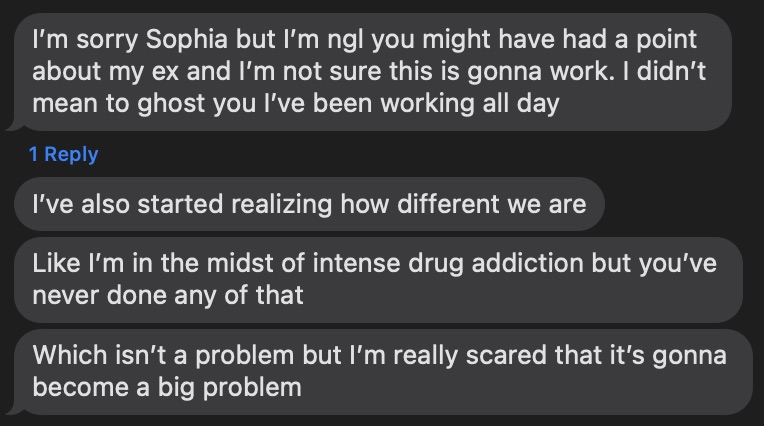 I'm sorry Sophia but I'm ngl you might have had a point
about my ex and I'm not sure this is gonna work. I didn't
mean to ghost you I've been working all day
1 Reply
I've also started realizing how different we are
Like I'm in the midst of intense drug addiction but you've
never done any of that
Which isn't a problem but I'm really scared that it's gonna
become a big problem